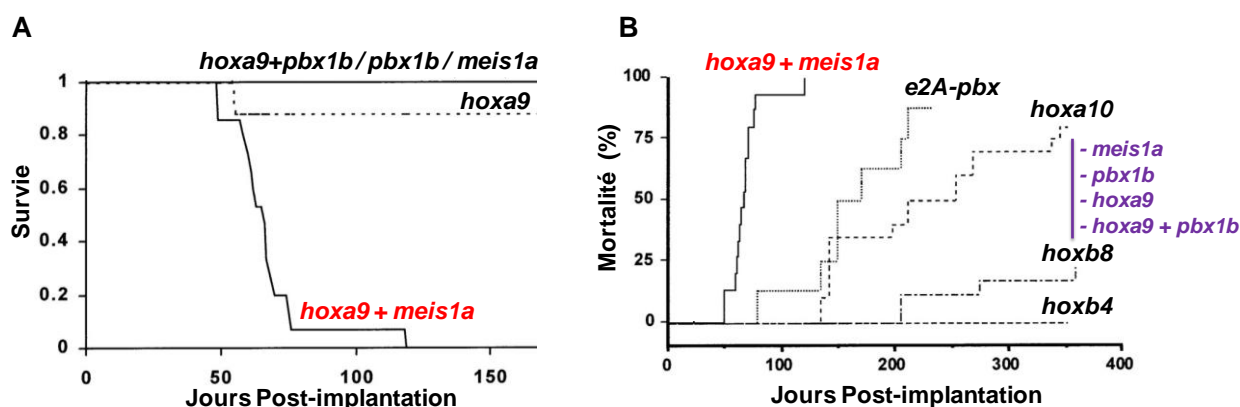 A
hoxa9+pbx1b / pbx1b / meis1a
hoxa9
hoxa9 + meis1a
Survie
1
0.8
0.6
0.4
0.2
0
0
50
100
150
Jours Post-implantation
B
hoxa9 + meis1a
e2A-pbx
hoxa10
- meis1a
- pbx1b
- hoxa9
- hoxa9 + pbx1b
hoxb8
hoxb4
Mortalité (%)
100
75
50
25
0
0
100
200
300
400
Jours Post-implantation